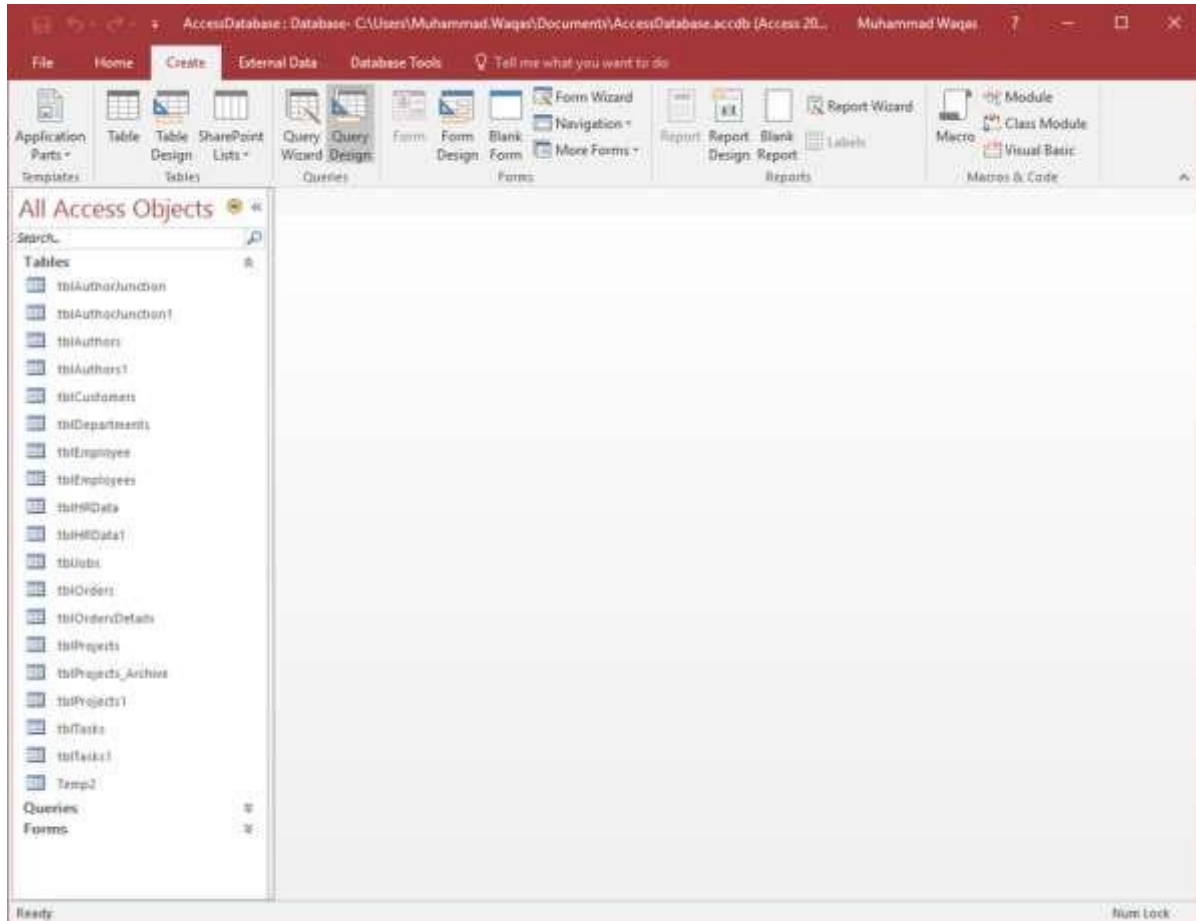 AccessDatabase : Database- C:\Users\Muhammad.Waqas\Documents\AccessDatabase.accdb (Access 20... Muhammad Waqas ?
File Home Create External Data Database Tools Tell me what you want to do
Application Parts
Table
Table Design
SharePoint Lists
Query Wizard
Query Design
Form
Form Design
Blank Form
Form Wizard
Navigation
More Forms
Report
Report Design
Blank Report
Report Wizard
Labels
Macro
Module
Class Module
Visual Basic
Templates Tables Queries Forms Reports Macros & Code
All Access Objects
Search...
Tables
tblAuthorJunction
tblAuthorJunction1
tblAuthors
tblAuthors1
tblCustomers
tblDepartments
tblEmployee
tblEmployees
tblHRData
tblHRData1
tblJobs
tblOrders
tblOrdersDetails
tblProjects
tblProjects_Archive
tblProjects1
tblTasks
tblTasks1
Temp2
Queries
Forms
Ready Num Lock